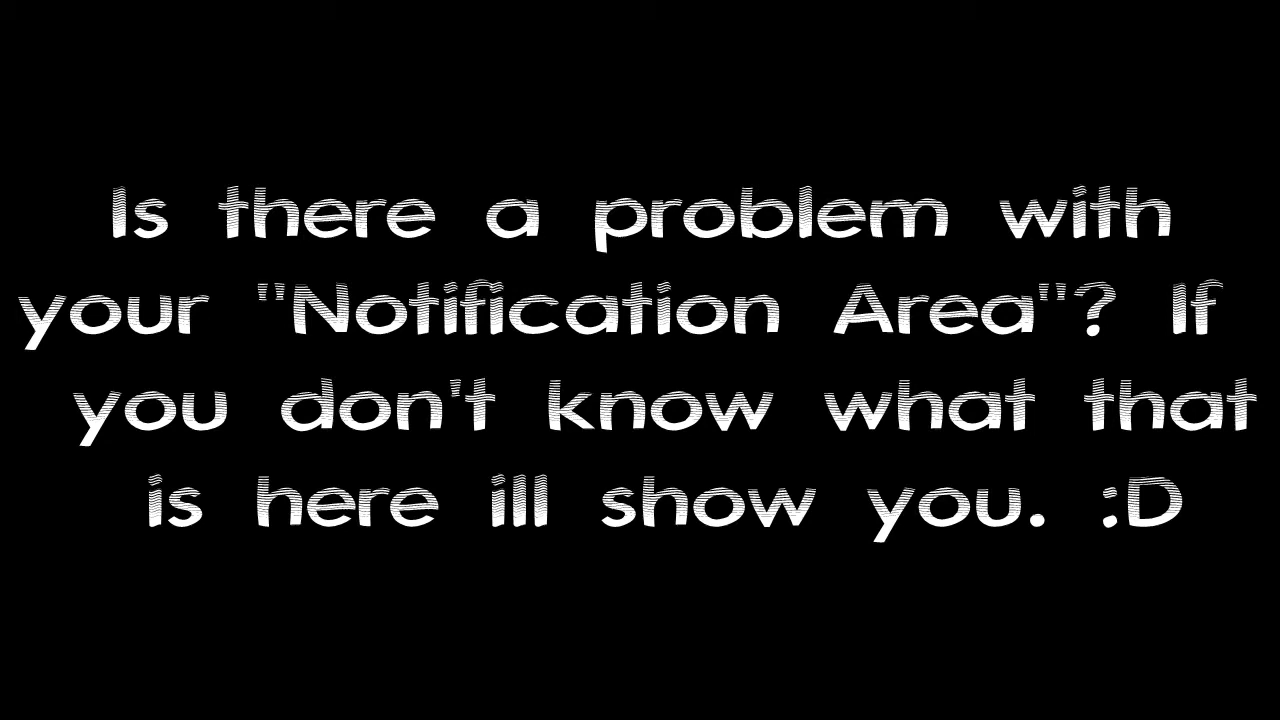 Is there a problem with
your "Notification Area"? If
you don't know what that
is here ill show you. :D